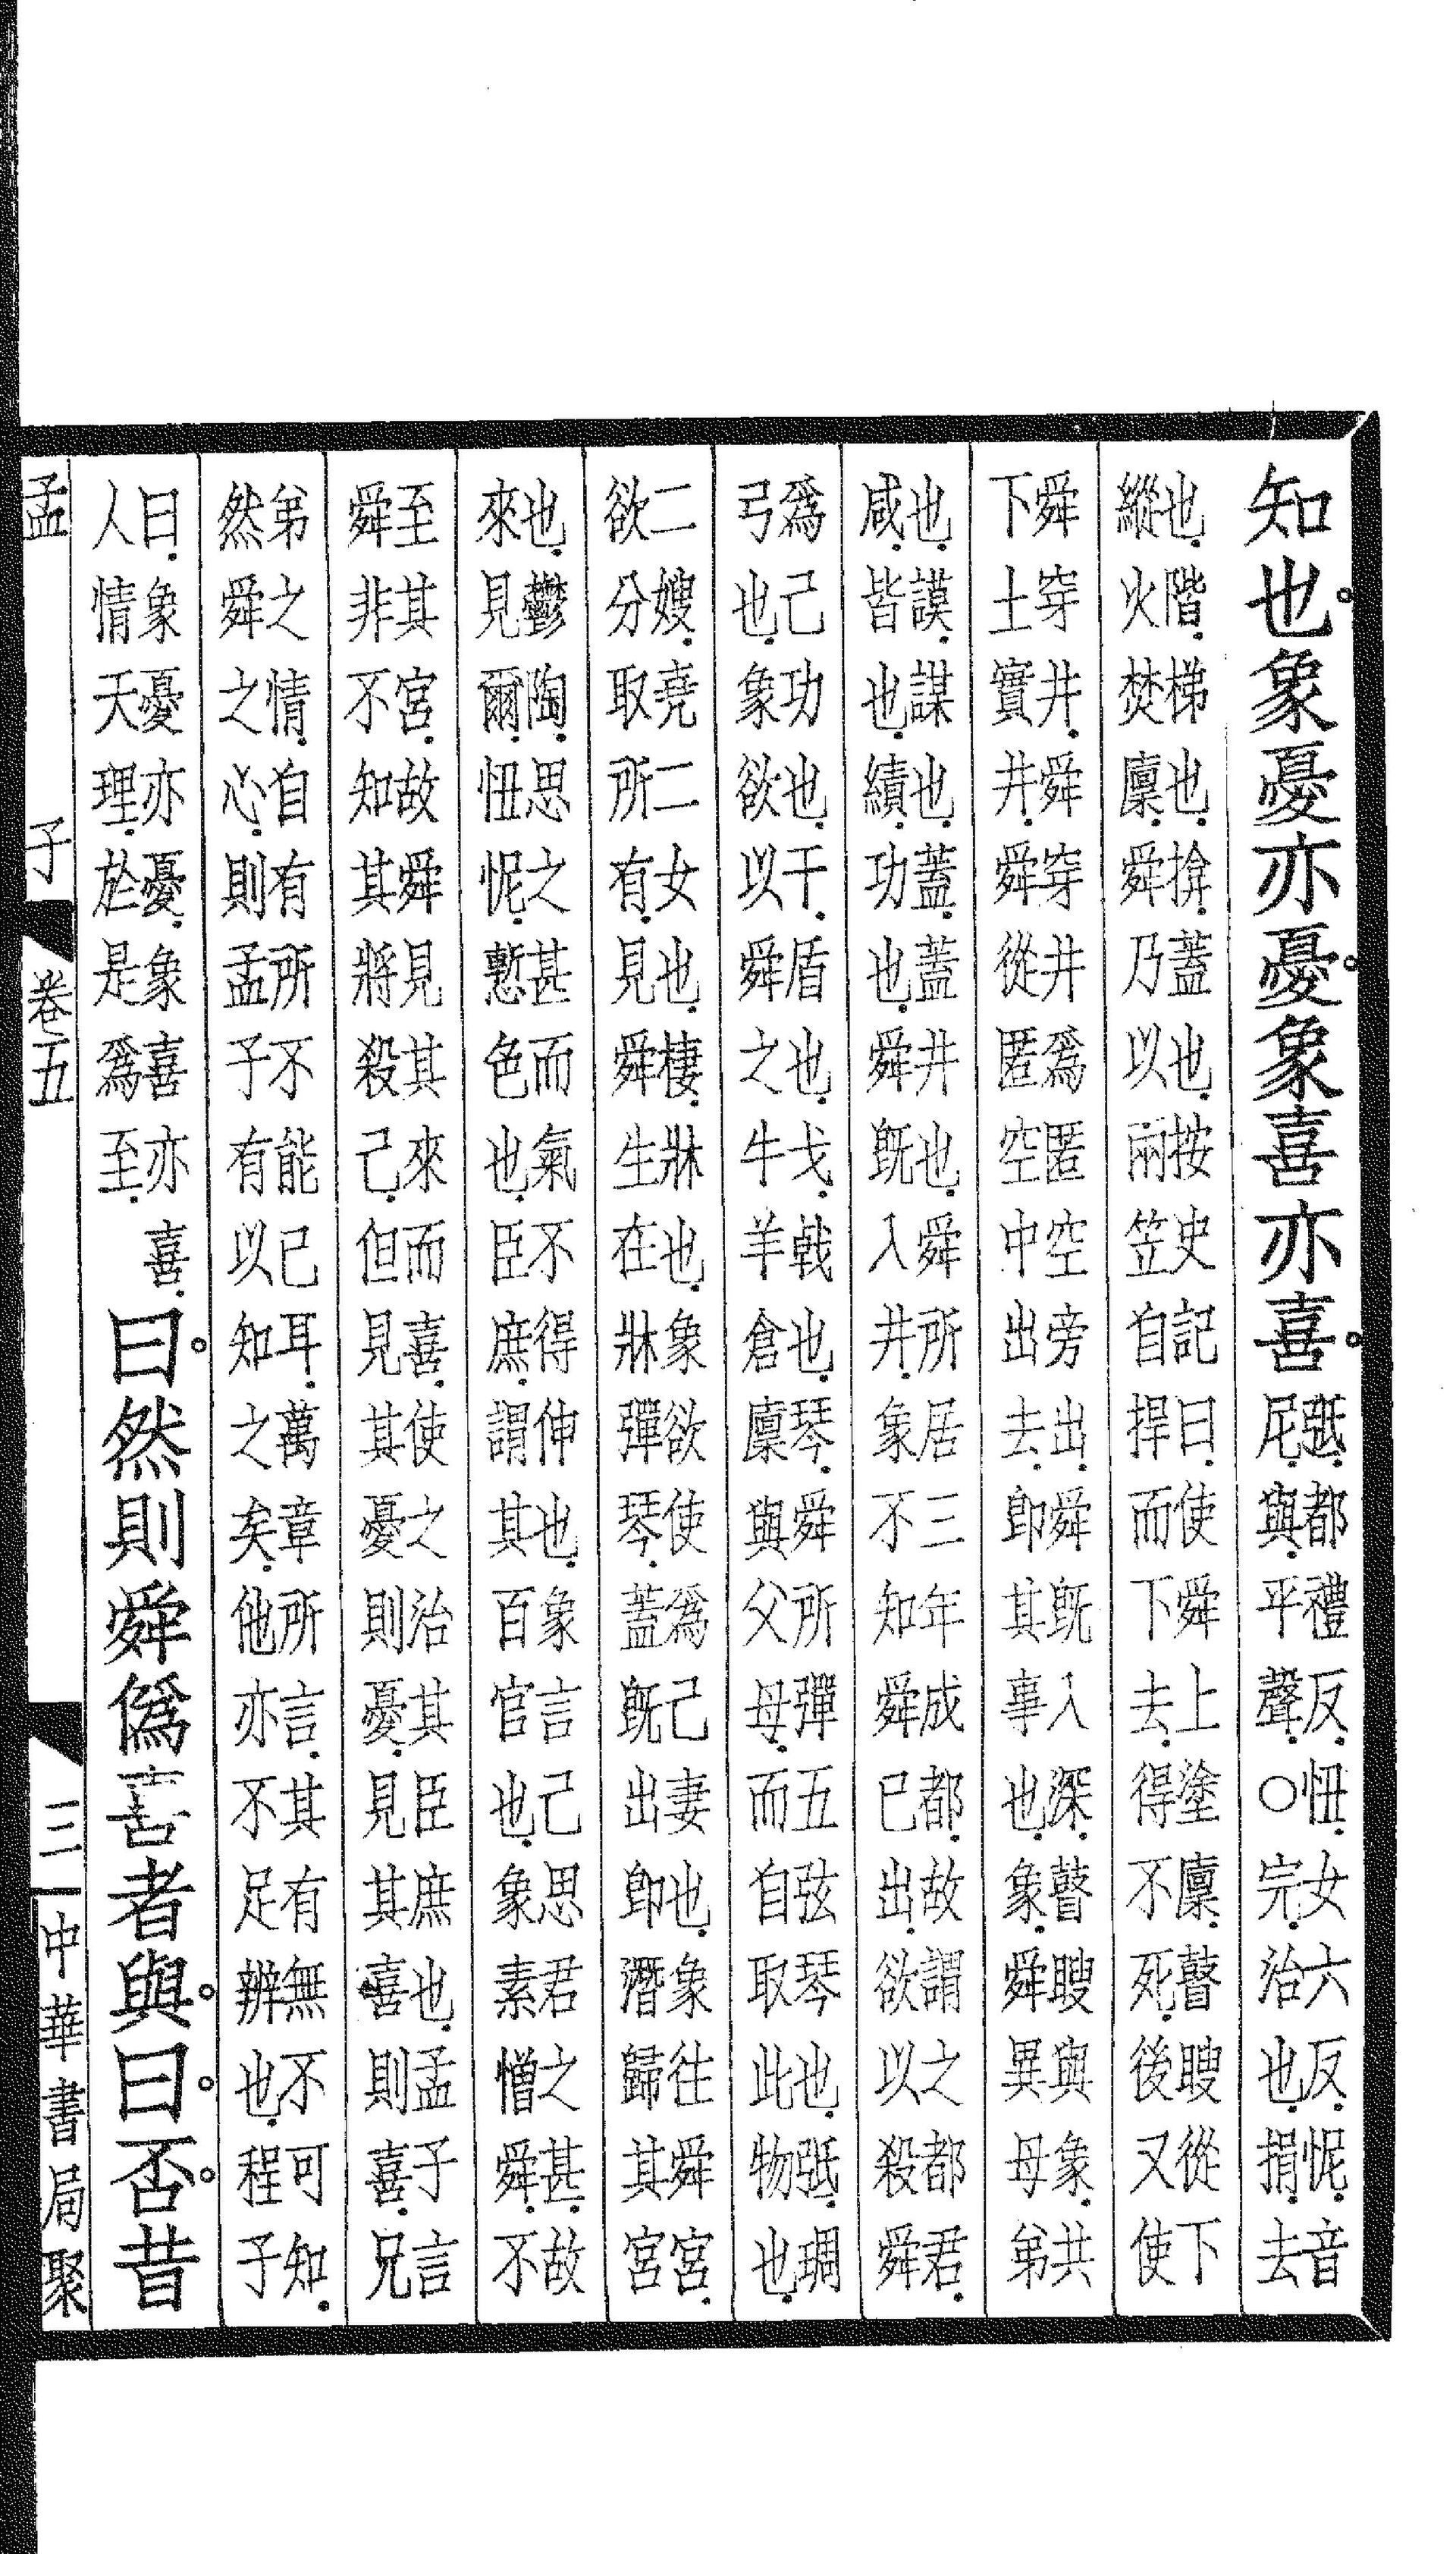 知也。象憂亦憂。象喜亦喜。弤.都禮反.忸.女六反.怩.音
尼.與.平聲.○完.治也.捐.去
也.階.梯也.揜.蓋也.按史記曰.使舜上塗廩.瞽瞍從下
縱火焚廩.舜乃以兩笠自捍而下去.得不死.後又使
舜穿井.舜穿井爲匿空旁出.舜既入深.瞽瞍與象.共
下土實井.舜從匿空中出去.即其事也.象.舜異母弟
也.謨.謀也.蓋.蓋井也.舜所居三年成都.故謂之都君.
咸.皆也.績.功也.舜既入井.象不知舜已出.欲以殺舜
爲己功也.干.盾也.戈.戟也.琴.舜所彈五弦琴也.弤.琱
弓也.象欲以舜之牛羊倉廩與父母.而自取此物也.
二嫂.堯二女也.棲.牀也.象欲使爲己妻也.象往舜宮.
欲分取所有.見舜生在牀彈琴.蓋既出即潛歸其宮
也.鬱陶.思之甚而氣不得伸也.象言己思君之甚.故
來見爾.忸怩.慙色也.臣庶.謂其百官也.象素憎舜.不
至其宮.故舜見其來而喜.使之治其臣庶也.孟子言
舜非不知其將殺己.但見其憂則憂.見其喜則喜.兄
弟之情.自有所不能已耳.萬章所言.其有無不可知.
然舜之心.則孟子有以知之矣.他亦不足辨也.程子
曰.象憂亦憂.象喜亦喜.
人情天理.於是爲至.曰。然則舜僞喜者與。曰。否。昔
孟子 卷五 三 中華書局聚